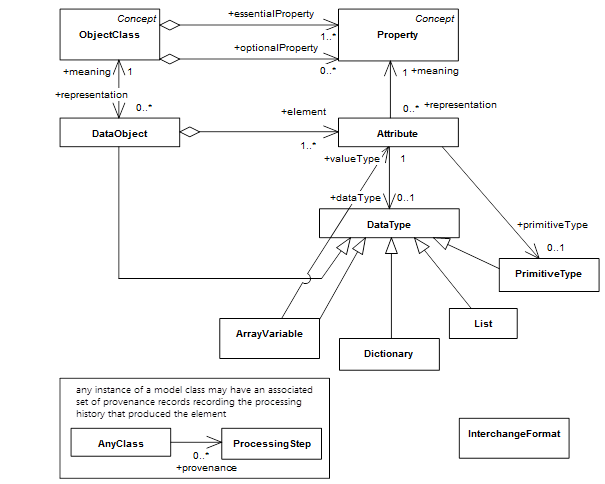 Concept
ObjectClass
+essentialProperty
1..*
Concept
Property
+optionalProperty
0..*
+meaning
1
1
+meaning
+representation
0..*
0..*
+representation
DataObject
+element
1..*
Attribute
+valueType
1
+dataType
0..1
DataType
+primitiveType
0..1
PrimitiveType
ArrayVariable
List
Dictionary
any instance of a model class may have an associated
set of provenance records recording the processing
history that produced the element
AnyClass
ProcessingStep
0..*
+provenance
InterchangeFormat